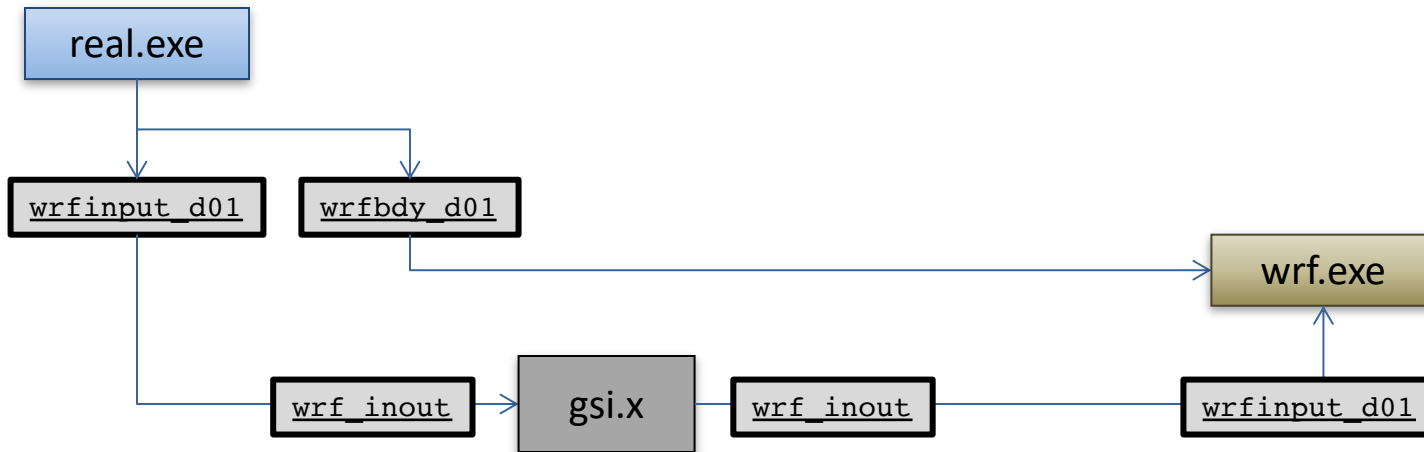 real.exe
wrfinput_d01
wrfbdy_d01
wrf.exe
wrf_inout
gsi.x
wrf_inout
wrfinput_d01